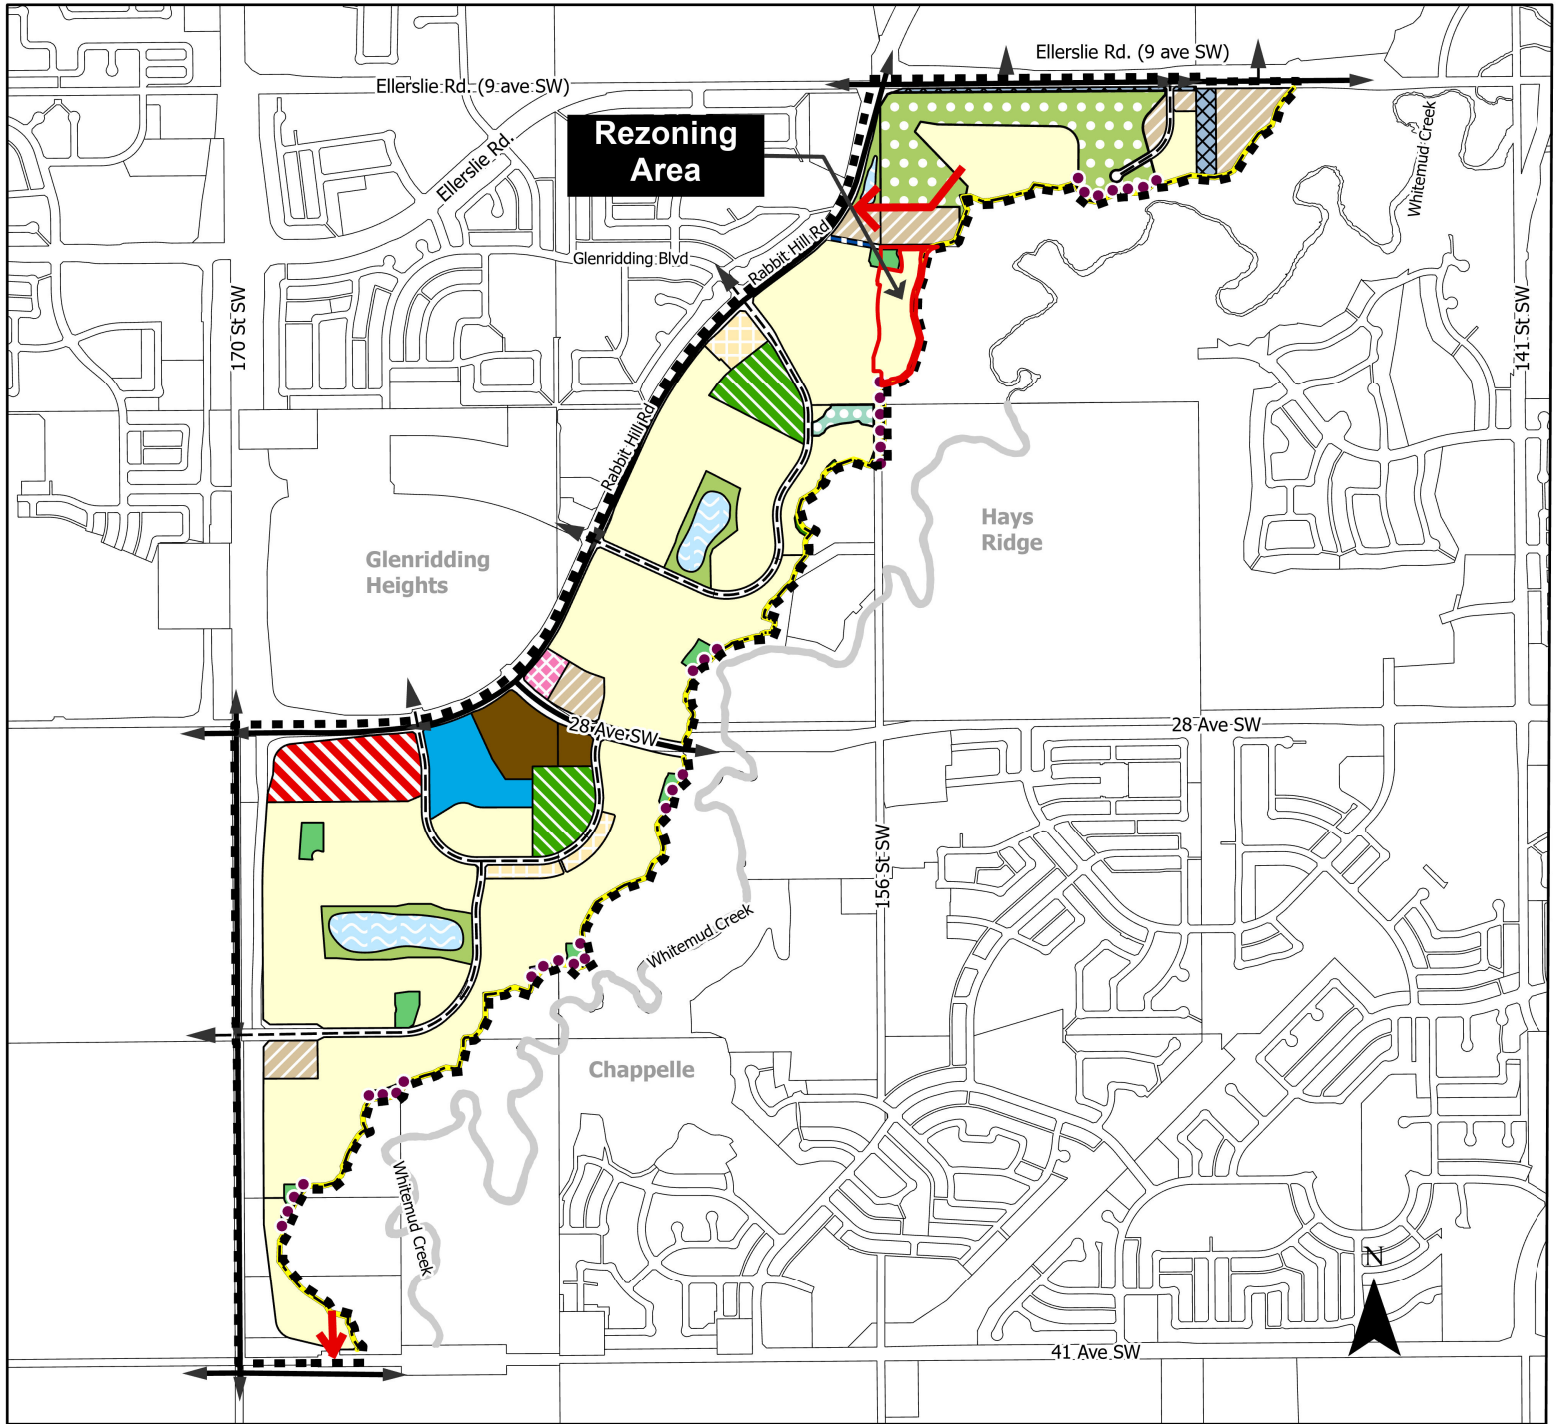 Ellerslie Rd. (9 ave SW)
Ellerslie Rd. (9 ave SW)
Rezoning
Area
Ellerslie Rd.
Whitemud Creek
Rabbit Hill Rd
Glenridding Blvd
170 St SW
141 St SW
Rabbit Hill Rd
Hays
Ridge
Glenridding
Heights
28 Ave SW
28 Ave SW
156 St SW
Whitemud Creek
Chappelle
Whitemud Creek
N
41 Ave SW